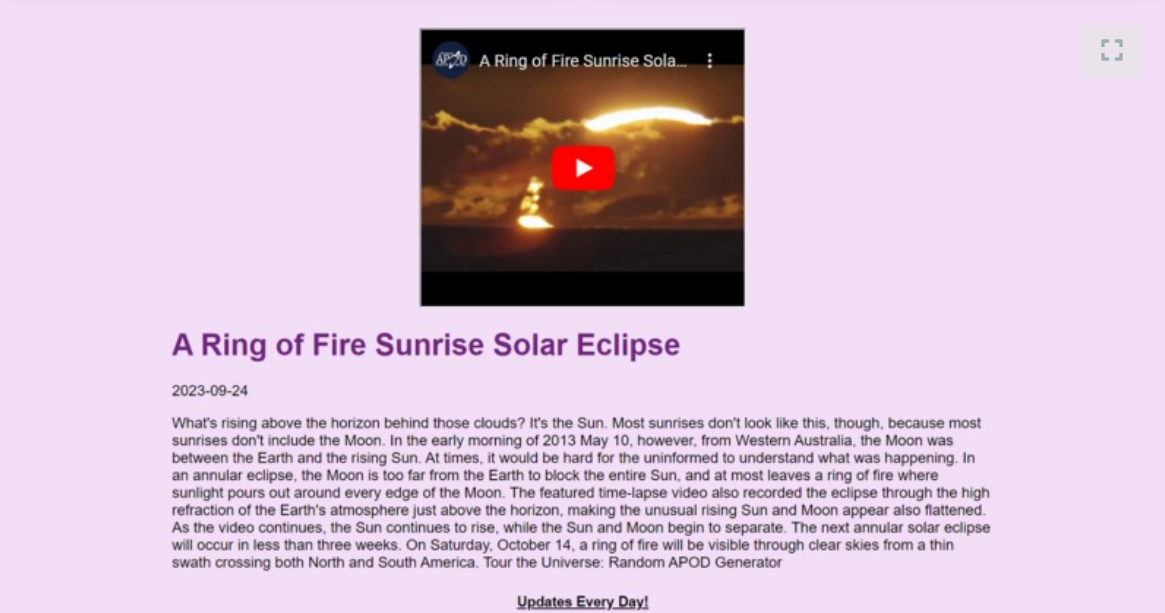 APOD A Ring of Fire Sunrise Sola...
A Ring of Fire Sunrise Solar Eclipse
2023-09-24
What's rising above the horizon behind those clouds? It's the Sun. Most sunrises don't look like this, though, because most
sunrises don't include the Moon. In the early morning of 2013 May 10, however, from Western Australia, the Moon was
between the Earth and the rising Sun. At times, it would be hard for the uninformed to understand what was happening. In
an annular eclipse, the Moon is too far from the Earth to block the entire Sun, and at most leaves a ring of fire where
sunlight pours out around every edge of the Moon. The featured time-lapse video also recorded the eclipse through the high
refraction of the Earth's atmosphere just above the horizon, making the unusual rising Sun and Moon appear also flattened.
As the video continues, the Sun continues to rise, while the Sun and Moon begin to separate. The next annular solar eclipse
will occur in less than three weeks. On Saturday, October 14, a ring of fire will be visible through clear skies from a thin
swath crossing both North and South America. Tour the Universe: Random APOD Generator
Updates Every Day!